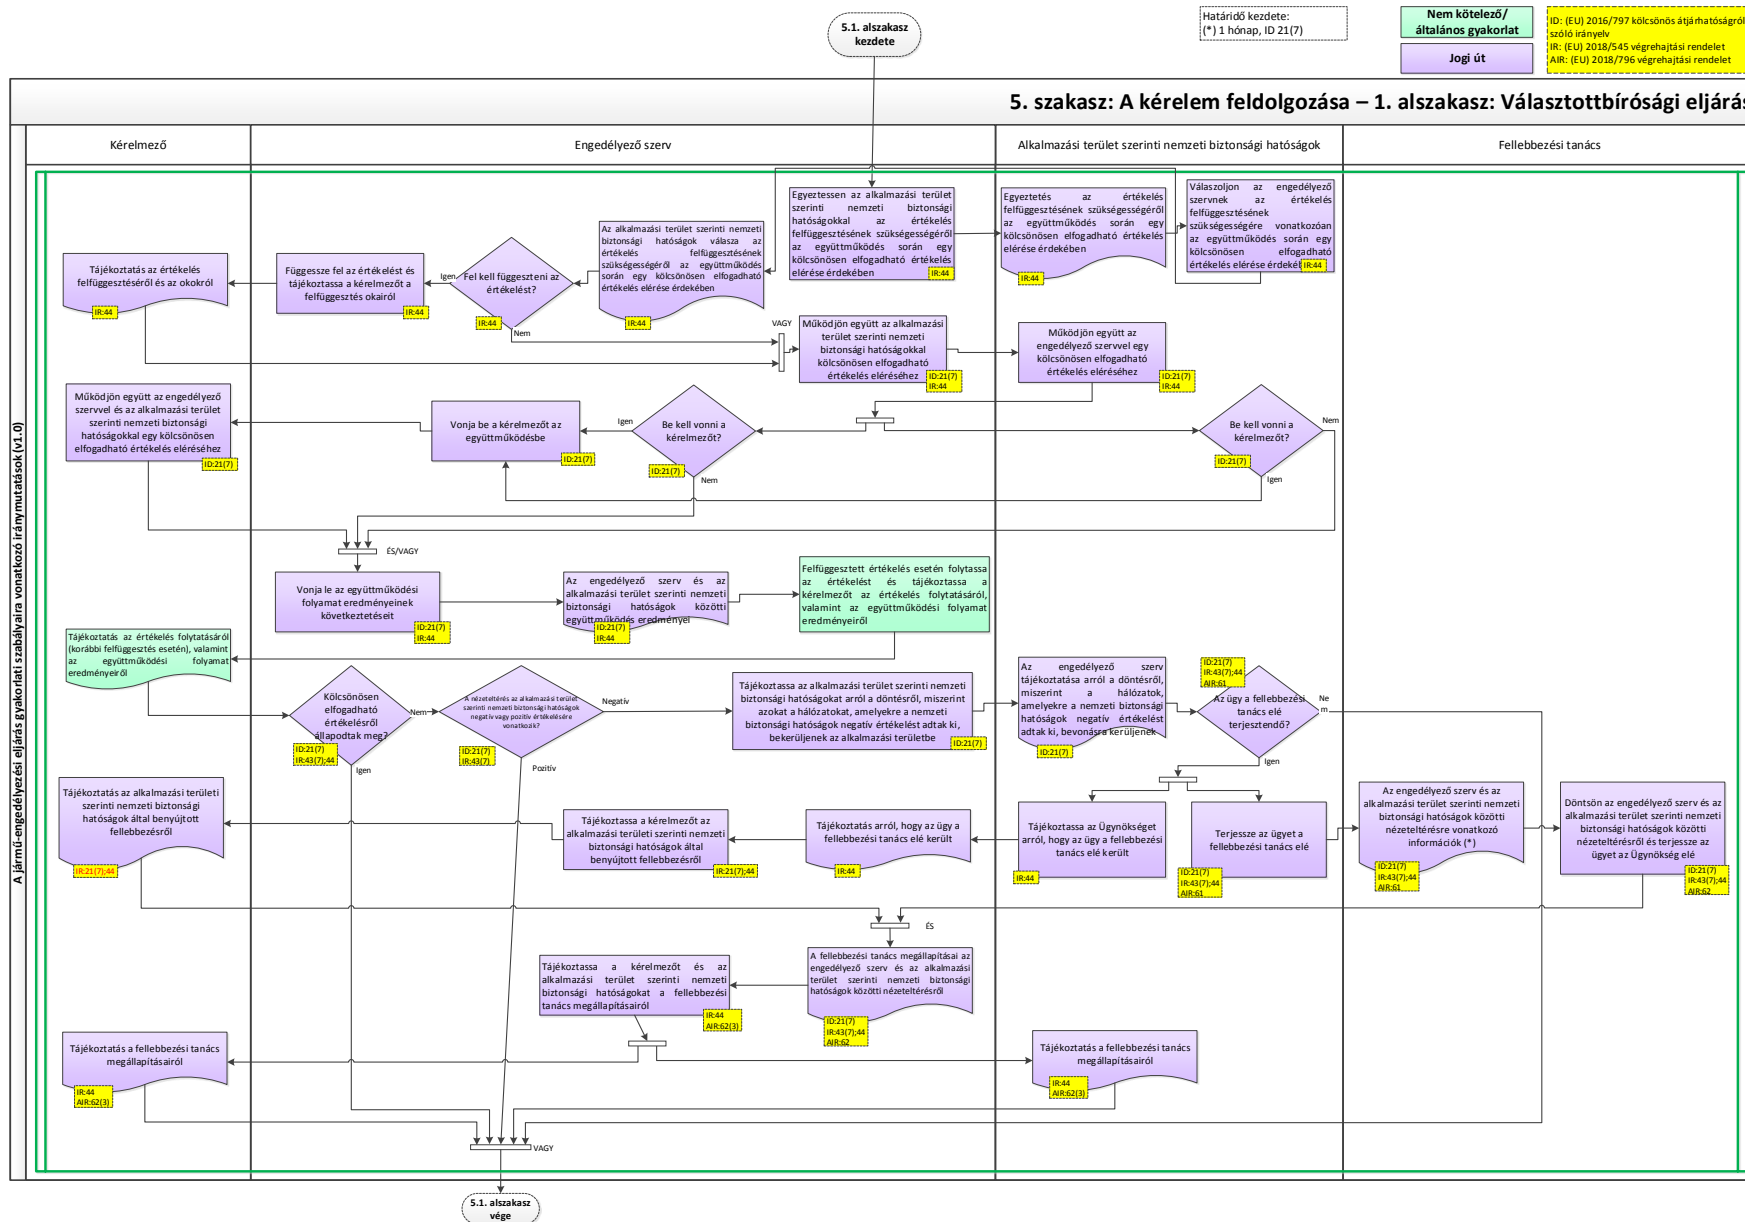 5.1. alszakasz
kezdete
Határidő kezdete:
(*) 1 hónap, ID 21(7)
Nem kötelező/
általános gyakorlat
Jogi út
ID: (EU) 2016/797 kölcsönös átjárhatóságról
szóló irányelv
IR: (EU) 2018/545 végrehajtási rendelet
AIR: (EU) 2018/796 végrehajtási rendelet
5. szakasz: A kérelem feldolgozása – 1. alszakasz: Választottbírósági eljárás
A jármű-engedélyezési eljárás gyakorlati szabályaira vonatkozó iránymutatások (v1.0)
Kérelmező
Engedélyező szerv
Alkalmazási terület szerinti nemzeti biztonsági hatóságok
Fellebbezési tanács
Egyeztessen az alkalmazási terület
szerinti nemzeti biztonsági
hatóságokkal az értékelés
felfüggesztésének szükségességéről
az együttműködés során egy
kölcsönösen elfogadható értékelés
elérése érdekében
IR:44
Egyeztetés az értékelés
felfüggesztésének szükségességéről
az együttműködés során egy
kölcsönösen elfogadható értékelés
elérése érdekében
IR:44
Válaszoljon az engedélyező
szervnek az értékelés
felfüggesztésének
szükségességére vonatkozóan
az együttműködés során egy
kölcsönösen elfogadható
értékelés elérése érdekéb
IR:44
Az alkalmazási terület szerinti nemzeti
biztonsági hatóságok válasza az
értékelés felfüggesztésének
szükségességéről az együttműködés
során egy kölcsönösen elfogadható
értékelés elérése érdekében
IR:44
Fel kell függeszteni az
értékelést?
IR:44
Igen
Nem
Függessze fel az értékelést és
tájékoztassa a kérelmezőt a
felfüggesztés okairól
IR:44
Tájékoztatás az értékelés
felfüggesztéséről és az okokról
IR:44
VAGY
Működjön együtt az alkalmazási
terület szerinti nemzeti
biztonsági hatóságokkal
kölcsönösen elfogadható
értékelés eléréséhez
ID:21(7)
IR:44
Működjön együtt az
engedélyező szervvel egy
kölcsönösen elfogadható
értékelés eléréséhez
ID:21(7)
IR:44
Működjön együtt az engedélyező
szervvel és az alkalmazási terület
szerinti nemzeti biztonsági
hatóságokkal egy kölcsönösen
elfogadható értékelés eléréséhez
ID:21(7)
Vonja be a kérelmezőt az
együttműködésbe
ID:21(7)
Igen
Be kell vonni a
kérelmezőt?
ID:21(7)
Nem
Be kell vonni a
kérelmezőt?
ID:21(7)
Nem
Igen
ÉS/VAGY
Vonja le az együttműködési
folyamat eredményeinek
következtetéseit
ID:21(7)
IR:44
Az engedélyező szerv és az
alkalmazási terület szerinti nemzeti
biztonsági hatóságok közötti
együttműködés eredményei
ID:21(7)
IR:44
Felfüggesztett értékelés esetén folytassa
az értékelést és tájékoztassa a
kérelmezőt az értékelés folytatásáról,
valamint az együttműködési folyamat
eredményeiről
Tájékoztatás az értékelés folytatásáról
(korábbi felfüggesztés esetén), valamint
az együttműködési folyamat
eredményeiről
Kölcsönösen
elfogadható
értékelésről
állapodtak meg?
ID:21(7)
IR:43(7);44
Nem
Igen
A nézeteltérés az alkalmazási terület
szerinti nemzeti biztonsági hatóságok
negatív vagy pozitív értékelésére
vonatkozik?
ID:21(7)
IR:43(7)
Negatív
Pozitív
Tájékoztassa az alkalmazási terület szerinti nemzeti
biztonsági hatóságokat arról a döntésről, miszerint
azokat a hálózatokat, amelyekre a nemzeti
biztonsági hatóságok negatív értékelést adtak ki,
bekerüljenek az alkalmazási területbe
ID:21(7)
Az engedélyező szerv
tájékoztatása arról a döntésről,
miszerint a hálózatok,
amelyekre a nemzeti biztonsági
hatóságok negatív értékelést
adtak ki, bevonásra kerüljenek
ID:21(7)
ID:21(7)
IR:43(7);44
AIR:61
Az ügy a fellebbezési
tanács elé
terjesztendő?
Ne
m
Igen
Tájékoztatás az alkalmazási területi
szerinti nemzeti biztonsági
hatóságok által benyújtott
fellebbezésről
IR:21(7);44
Tájékoztassa a kérelmezőt az
alkalmazási területi szerinti nemzeti
biztonsági hatóságok által
benyújtott fellebbezésről
IR:21(7);44
Tájékoztatás arról, hogy az ügy a
fellebbezési tanács elé került
IR:44
Tájékoztassa az Ügynökséget
arról, hogy az ügy a fellebbezési
tanács elé került
IR:44
Terjessze az ügyet a
fellebbezési tanács elé
ID:21(7)
IR:43(7);44
AIR:61
Az engedélyező szerv és az
alkalmazási terület szerinti nemzeti
biztonsági hatóságok közötti
nézeteltérésre vonatkozó
információk (*)
ID:21(7)
IR:43(7);44
AIR:61
Döntsön az engedélyező szerv és az
alkalmazási terület szerinti nemzeti
biztonsági hatóságok közötti
nézeteltérésről és terjessze az
ügyet az Ügynökség elé
ID:21(7)
IR:43(7);44
AIR:62
ÉS
A fellebbezési tanács megállapításai az
engedélyező szerv és az alkalmazási
terület szerinti nemzeti biztonsági
hatóságok közötti nézeteltérésről
ID:21(7)
IR:43(7);44
AIR:62
Tájékoztassa a kérelmezőt és az
alkalmazási terület szerinti nemzeti
biztonsági hatóságokat a fellebbezési
tanács megállapításairól
IR:44
AIR:62(3)
Tájékoztatás a fellebbezési tanács
megállapításairól
IR:44
AIR:62(3)
Tájékoztatás a fellebbezési tanács
megállapításairól
IR:44
AIR:62(3)
VAGY
5.1. alszakasz
vége